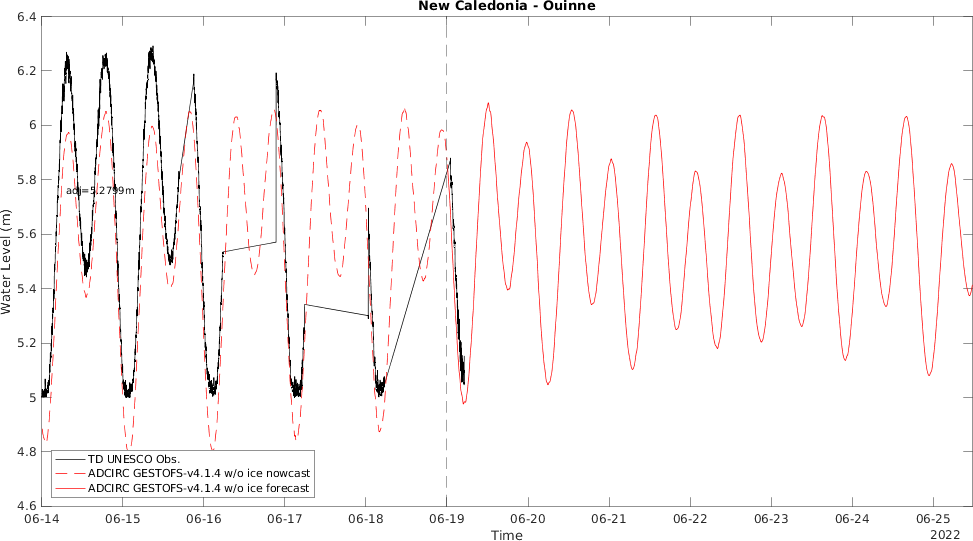 New Caledonia - Ouinne
6.4
6.2
6
5.8
5.6
5.4
5.2
5
4.8
4.6
Water Level (m)
adj=5.2799m
TD UNESCO Obs.
ADCIRC GESTOFS-v4.1.4 w/o ice nowcast
ADCIRC GESTOFS-v4.1.4 w/o ice forecast
06-14 06-15 06-16 06-17 06-18 06-19 06-20 06-21 06-22 06-23 06-24 06-25
Time
2022